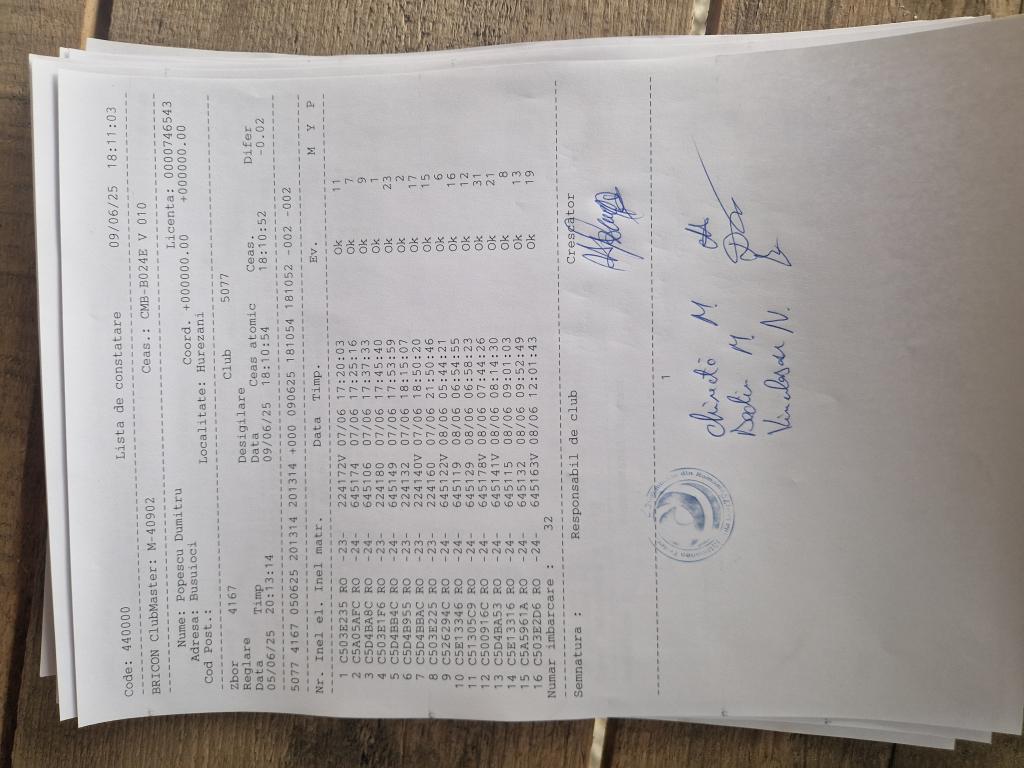 Code: 440000 Lista de constatare 09/06/25 18:11:03
BRICON ClubMaster: M-40902 Ceas.: CMB-B024E V 010
Nume: Popescu Dumitru Licenta: 0000746543
Adresa: Busuioci Coord. +000000.00 +000000.00
Cod Post.: Localitate: Hurezani
Zbor 4167 Club 5077
Reglare Desigilare
Data Timp Data Ceas atomic Ceas. Difer
05/06/25 20:13:14 09/06/25 18:10:54 18:10:52 -0.02
5077 4167 050625 201314 201314 +000 090625 181054 181052 -002 -002
Nr. Inel el. Inel matr. Data Timp. Ev. M Y P
1 C503E235 RO -23- 224172V 07/06 17:20:03 Ok 11
2 C5A05AFC RO -24- 645174 07/06 17:25:16 Ok 7
3 C5D4BA8C RO -24- 645106 07/06 17:37:13 Ok 9
4 C503E1F6 RO -23- 224180 07/06 17:45:40 Ok 1
5 C5D4BB4C RO -24- 645149 07/06 17:53:59 Ok 23
6 C5D4B955 RO -23- 224132 07/06 18:15:07 Ok 2
7 C5D4BBAC RO -23- 224140V 07/06 18:50:20 Ok 17
8 C503E225 RO -23- 224160 07/06 21:50:46 Ok 15
9 C526294C RO -24- 645122V 08/06 05:44:21 Ok 6
10 C5E13346 RO -24- 645119 08/06 06:54:55 Ok 16
11 C51305C9 RO -24- 645129 08/06 06:58:23 Ok 12
12 C500916C RO -24- 645178V 08/06 07:44:26 Ok 31
13 C5D4BA53 RO -24- 645141V 08/06 08:14:30 Ok 21
14 C5E13316 RO -24- 645115 08/06 09:01:03 Ok 8
15 C5A5961A RO -24- 645132 08/06 09:52:49 Ok 13
16 C503E2D6 RO -24- 645163V 08/06 12:01:43 Ok 19
Numar imbarcare : 32
Semnatura : Responsabil de club Crescator
1
M.
M.
N.